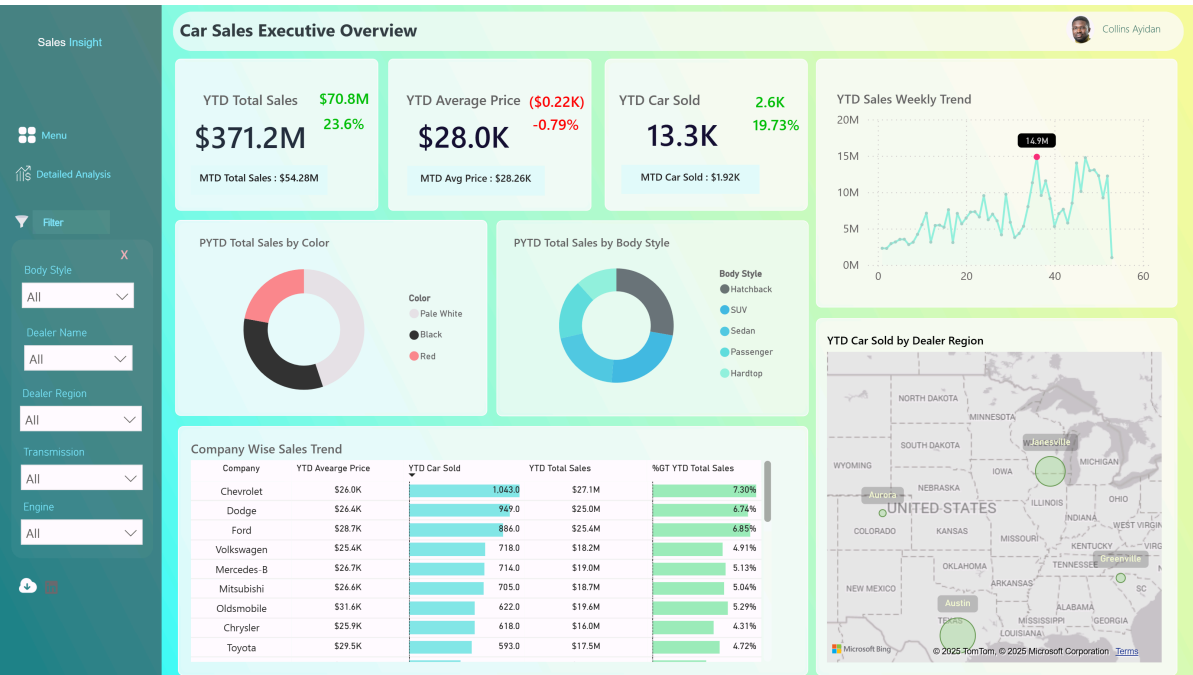 Sales Insight
Menu
Detailed Analysis
Filter
X
Body Style
All
Dealer Name
All
Dealer Region
All
Transmission
All
Engine
All
Car Sales Executive Overview
Collins Ayidan
YTD Total Sales
$70.8M
23.6%
$371.2M
MTD Total Sales : $54.28M
YTD Average Price
($0.22K)
-0.79%
$28.0K
MTD Avg Price : $28.26K
YTD Car Sold
2.6K
19.73%
13.3K
MTD Car Sold : $1.92K
YTD Sales Weekly Trend
20M
15M
10M
5M
0M
14.9M
0 20 40 60
PYTD Total Sales by Color
Color
Pale White
Black
Red
PYTD Total Sales by Body Style
Body Style
Hatchback
SUV
Sedan
Passenger
Hardtop
Company Wise Sales Trend
Company YTD Avearge Price YTD Car Sold YTD Total Sales %GT YTD Total Sales
Chevrolet $26.0K 1,043.0 $27.1M 7.30%
Dodge $26.4K 949.0 $25.0M 6.74%
Ford $28.7K 886.0 $25.4M 6.85%
Volkswagen $25.4K 718.0 $18.2M 4.91%
Mercedes-B $26.7K 714.0 $19.0M 5.13%
Mitsubishi $26.6K 705.0 $18.7M 5.04%
Oldsmobile $31.6K 622.0 $19.6M 5.29%
Chrysler $25.9K 618.0 $16.0M 4.31%
Toyota $29.5K 593.0 $17.5M 4.72%
YTD Car Sold by Dealer Region
NORTH DAKOTA
MINNESOTA
SOUTH DAKOTA
Janesville
WYOMING
MICHIGAN
IOWA
NEBRASKA
Aurora
UNITED STATES
ILLINOIS
OHIO
INDIANA
WEST VIRGIN
COLORADO
KANSAS
MISSOURI
KENTUCKY
VIRG
Greenville
TENNESSEE
OKLAHOMA
ARKANSAS
NEW MEXICO
SC
Austin
ALABAMA
TEXAS
MISSISSIPPI
GEORGIA
LOUISIANA
Microsoft Bing
© 2025 TomTom, © 2025 Microsoft Corporation Terms